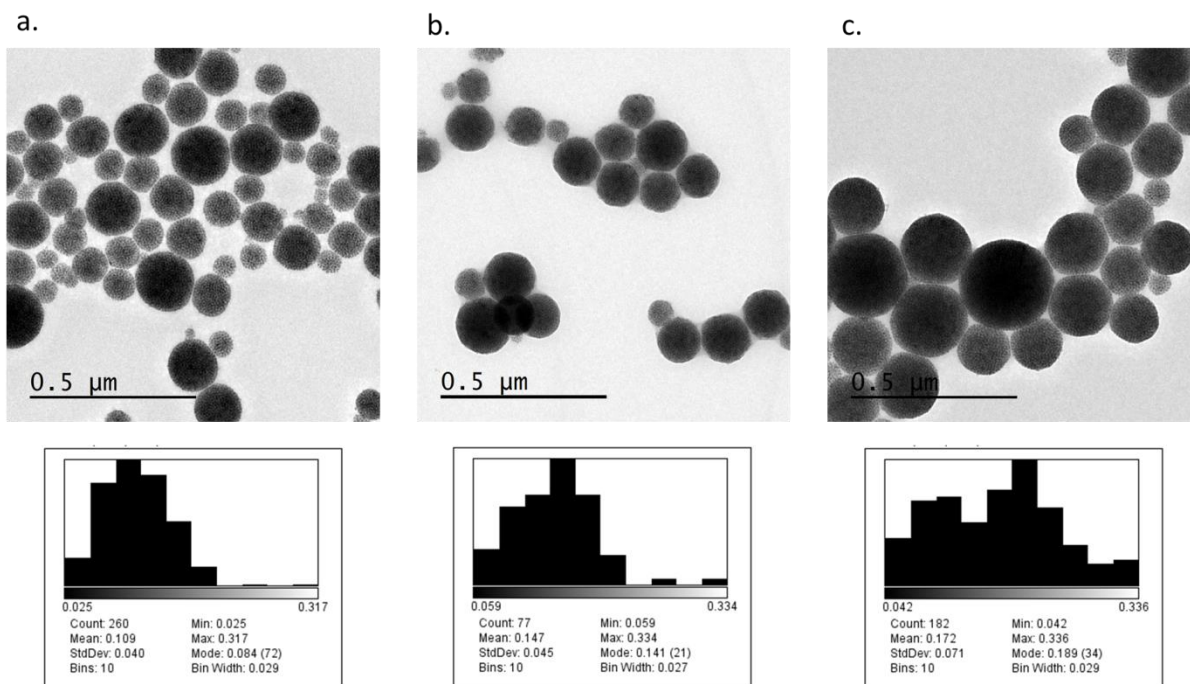 a.
b.
c.
0.5 µm
0.5 µm
0.5 µm
0.025 0.317
Count: 260 Min: 0.025
Mean: 0.109 Max: 0.317
StdDev: 0.040 Mode: 0.084 (72)
Bins: 10 Bin Width: 0.029
0.059 0.334
Count: 77 Min: 0.059
Mean: 0.147 Max: 0.334
StdDev: 0.045 Mode: 0.141 (21)
Bins: 10 Bin Width: 0.027
0.042 0.336
Count: 182 Min: 0.042
Mean: 0.172 Max: 0.336
StdDev: 0.071 Mode: 0.189 (34)
Bins: 10 Bin Width: 0.029